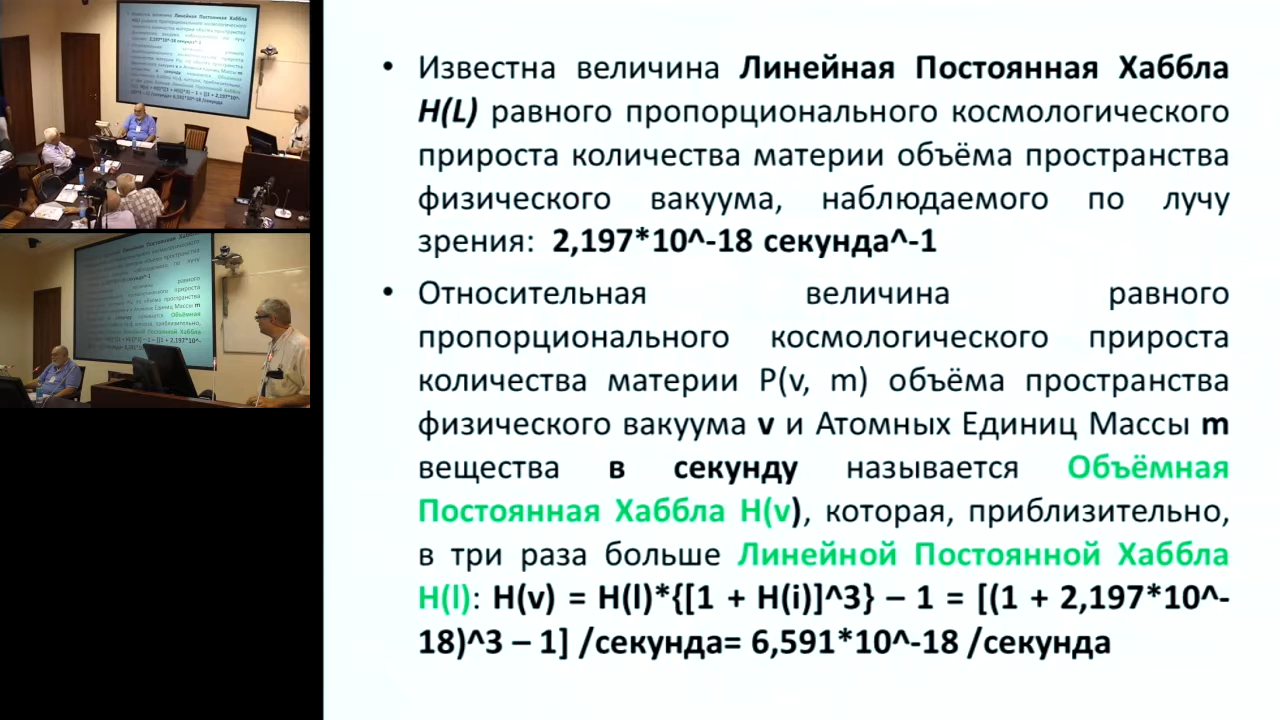 • Известна величина Линейная Постоянная Хаббла
H(L) равного пропорционального космологического
прироста количества материи объёма пространства
физического вакуума, наблюдаемого по лучу
зрения: 2,197*10^-18 секунда^-1
• Относительная величина равного
пропорционального космологического прироста
количества материи P(v, m) объёма пространства
физического вакуума v и Атомных Единиц Массы m
вещества в секунду называется Объёмная
Постоянная Хаббла H(v), которая, приблизительно,
в три раза больше Линейной Постоянной Хаббла
H(l): H(v) = H(l)*{[1 + H(i)]^3} – 1 = [(1 + 2,197*10^-
18)^3 – 1] /секунда= 6,591*10^-18 /секунда